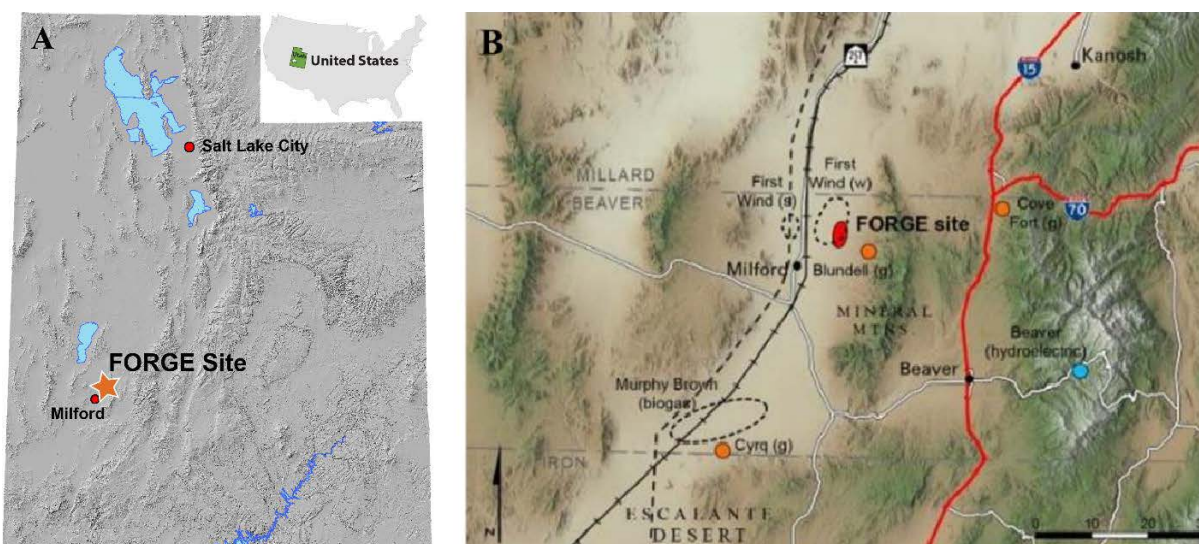 A
Utah
United States
Salt Lake City
FORGE Site
Milford
B
257
15
Kanosh
MILLARD
BEAVER
First
Wind (s)
First
Wind (w)
FORGE site
Cove
Fort (g)
70
Milford
Blundell (g)
MINERAL
MTNS.
Beaver
(hydroelectric)
Beaver
Murphy Brown
(biogas)
Cyrq (g)
IRON
ESCALANTE
DESERT
N
0 10 20